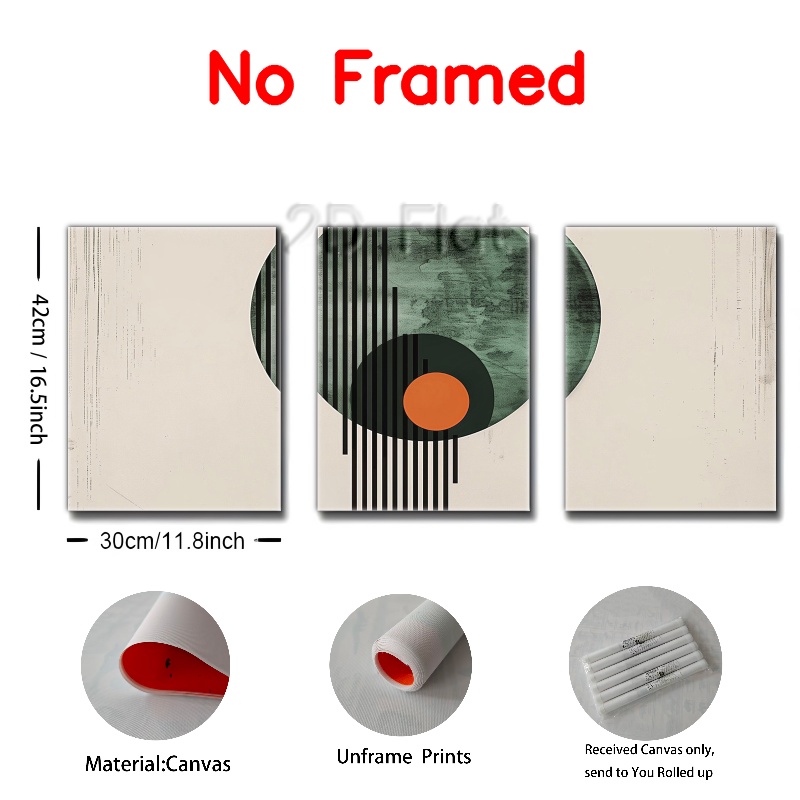 No Framed
2D Flat
42cm / 16.5inch
30cm/11.8inch
Material:Canvas
Unframe Prints
Received Canvas only,
send to You Rolled up